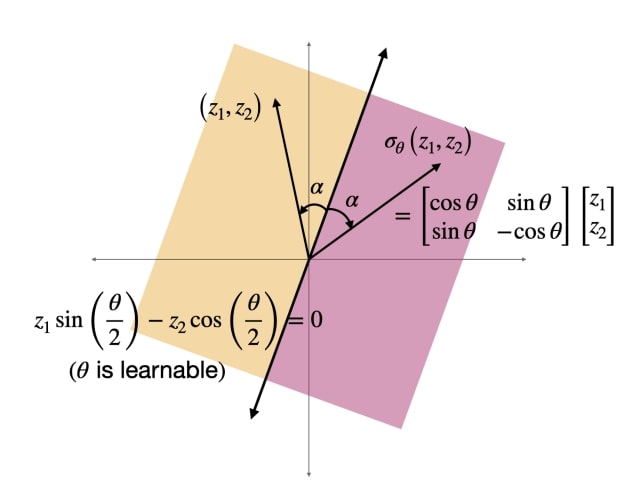 (z₁, z₂)
σ_θ (z₁, z₂)
α α
= [cos θ sin θ] [z₁]
[sin θ −cos θ] [z₂]
z₁ sin (θ/2) − z₂ cos (θ/2) = 0
(θ is learnable)